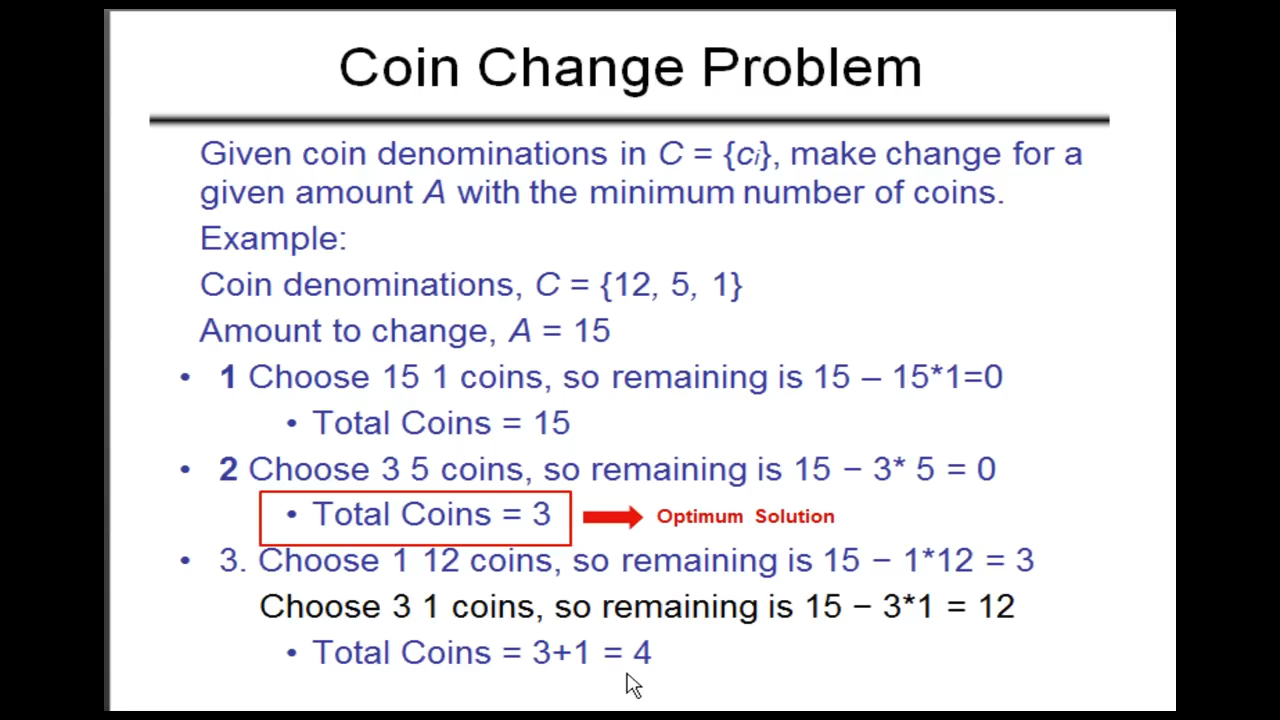 Coin Change Problem
Given coin denominations in C = {ci}, make change for a
given amount A with the minimum number of coins.
Example:
Coin denominations, C = {12, 5, 1}
Amount to change, A = 15
• 1 Choose 15 1 coins, so remaining is 15 – 15*1=0
• Total Coins = 15
• 2 Choose 3 5 coins, so remaining is 15 − 3* 5 = 0
• Total Coins = 3 Optimum Solution
• 3. Choose 1 12 coins, so remaining is 15 − 1*12 = 3
Choose 3 1 coins, so remaining is 15 − 3*1 = 12
• Total Coins = 3+1 = 4